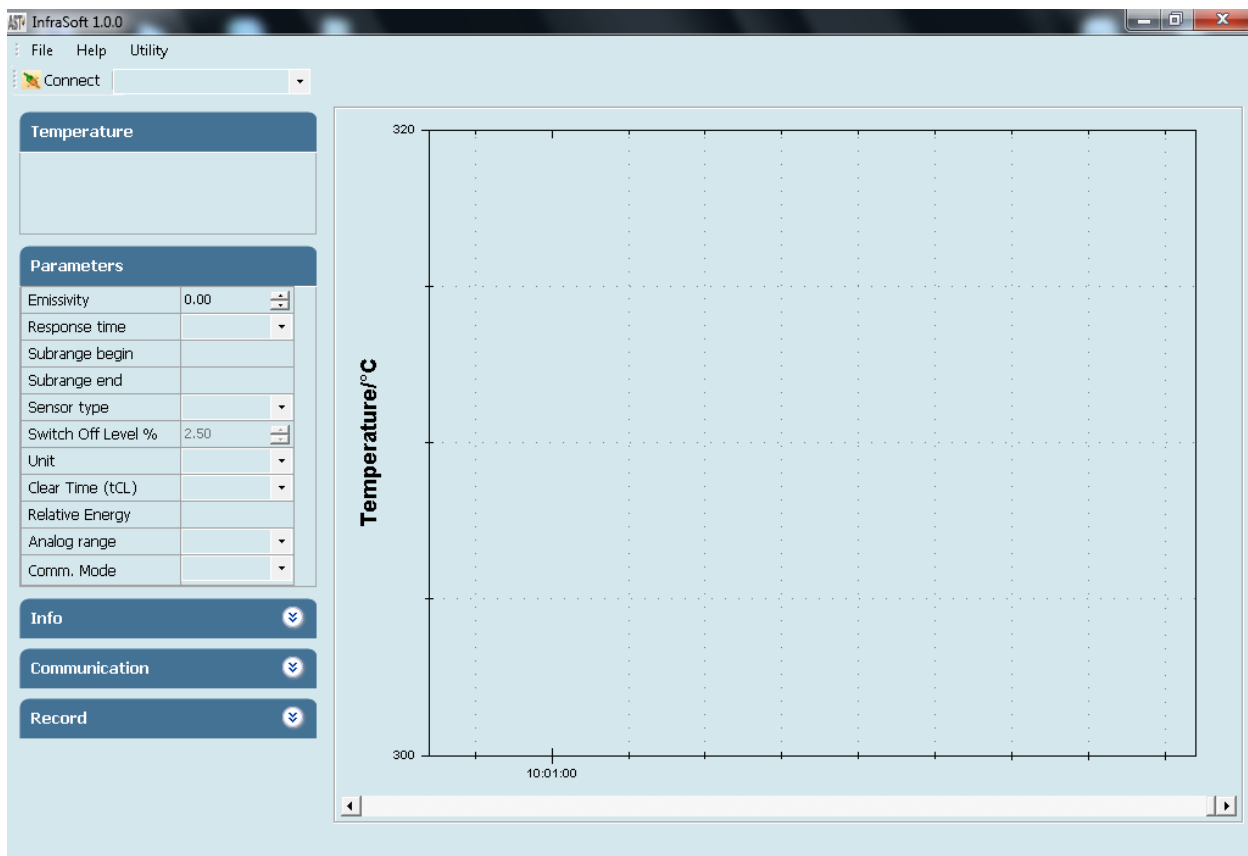 AST InfraSoft 1.0.0
File Help Utility
Connect
Temperature
Parameters
Emissivity 0.00
Response time
Subrange begin
Subrange end
Sensor type
Switch Off Level % 2.50
Unit
Clear Time (tCL)
Relative Energy
Analog range
Comm. Mode
Info
Communication
Record
320
Temperature/°C
300
10:01:00